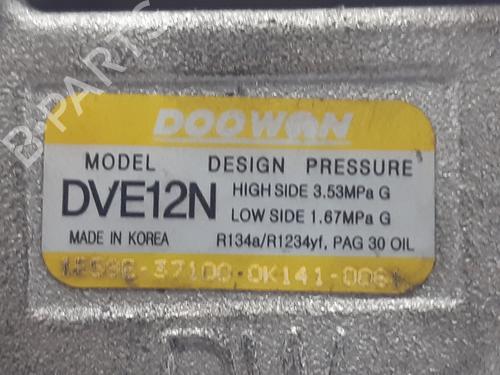 B-PARTS
DOOWON
MODEL DESIGN PRESSURE
DVE12N HIGH SIDE 3.53MPa G
LOW SIDE 1.67MPa G
MADE IN KOREA R134a/R1234yf, PAG 30 OIL